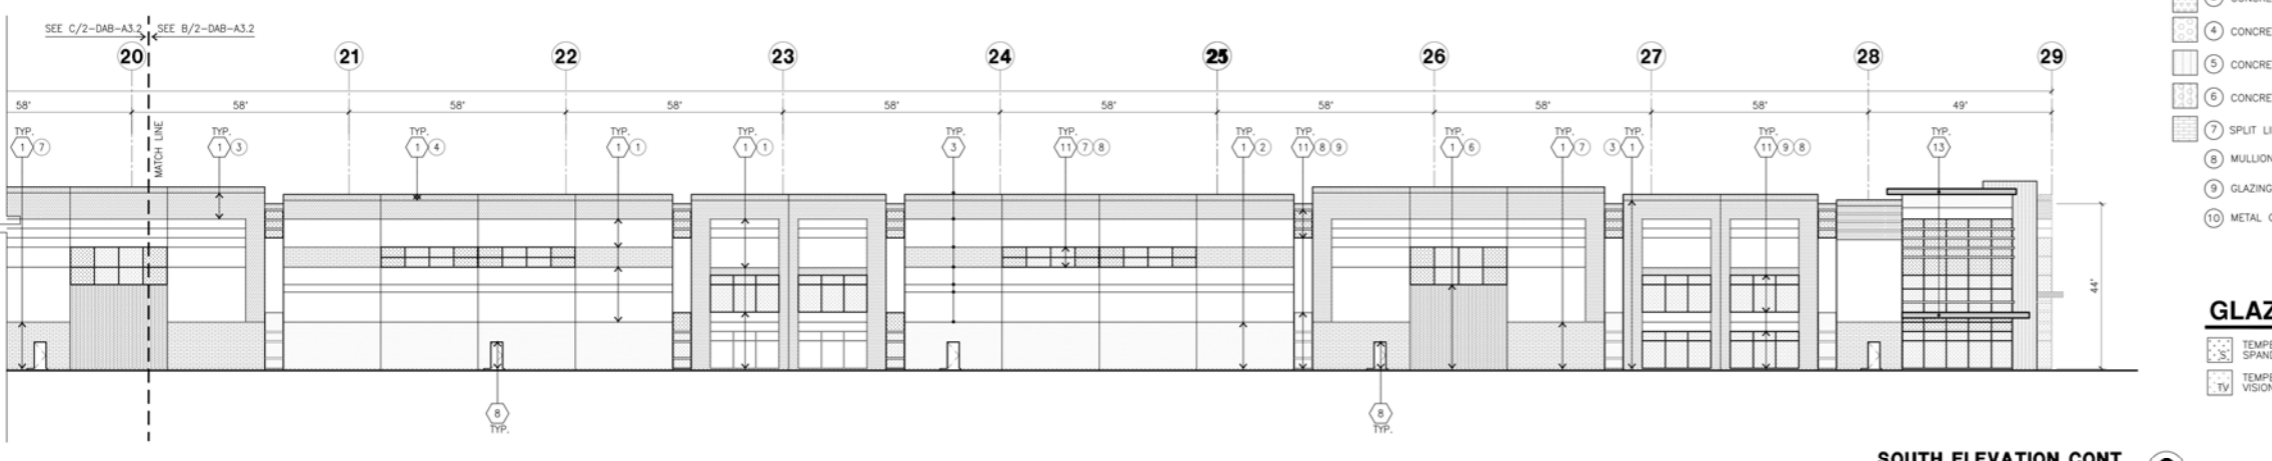 SEE C/2-DAB-A3.2 SEE B/2-DAB-A3.2
20 21 22 23 24 25 26 27 28 29
58' 58' 58' 58' 58' 58' 58' 58' 58' 49'
MATCH LINE
TYP. TYP. TYP. TYP. TYP. TYP. TYP. TYP. TYP. TYP. TYP. TYP. TYP. TYP.
1 7 1 3 1 4 1 1 1 1 3 11 7 8 1 2 11 8 9 1 6 1 7 3 1 11 9 8 13
44'
8 8
TYP. TYP.
4 CONCRE
5 CONCRE
6 CONCRE
7 SPLIT LI
8 MULLION
9 GLAZING
10 METAL
GLAZ
S TEMPE
SPAND
TV TEMPE
VISION
SOUTH ELEVATION CONT.